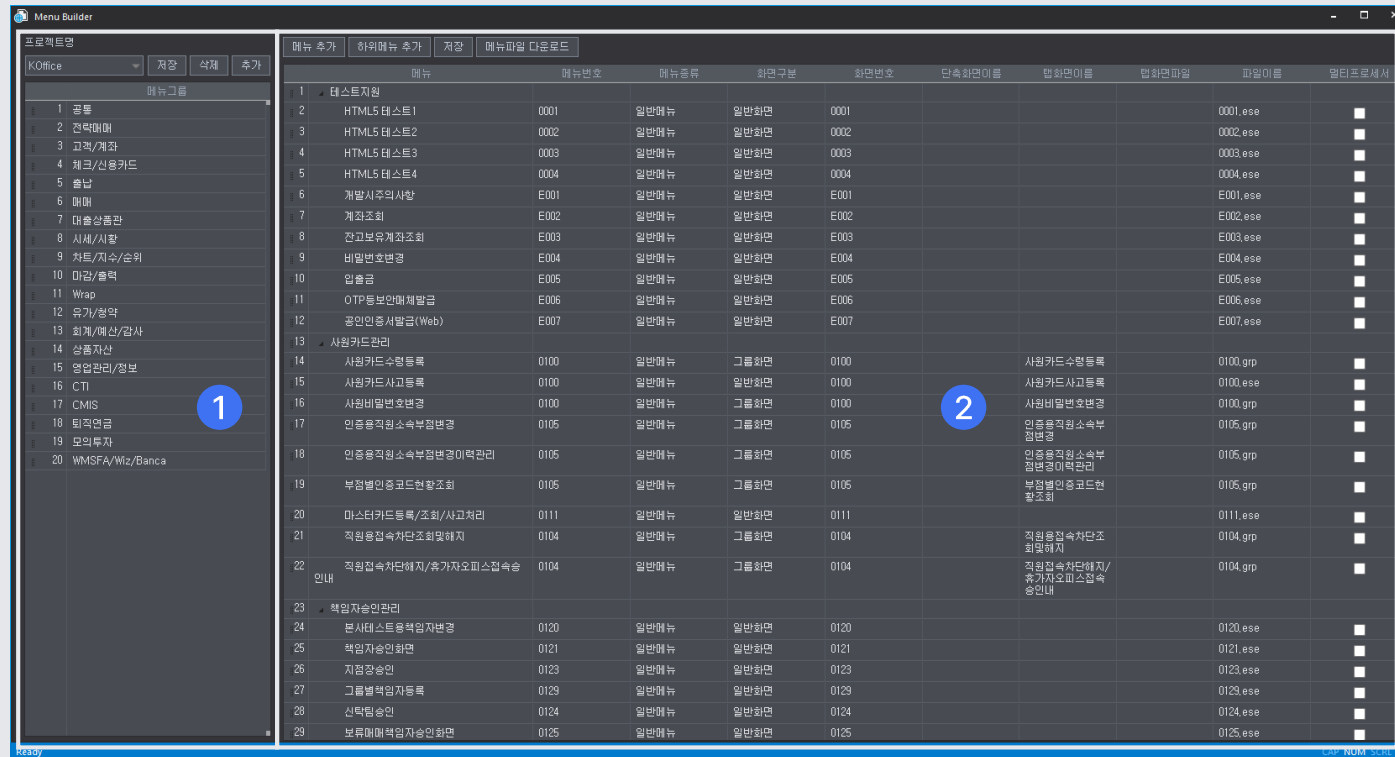 Menu Builder
프로젝트명
KOffice 저장 삭제 추가
메뉴그룹
1 공통
2 전략매매
3 고객/계좌
4 체크/신용카드
5 출납
6 매매
7 대출상품관
8 시세/시황
9 차트/지수/순위
10 마감/출력
11 Wrap
12 유가/청약
13 회계/예산/감사
14 상품자산
15 영업관리/정보
16 CTI
17 CMIS
18 퇴직연금
19 모의투자
20 WMSFA/Wiz/Banca
1
메뉴 추가 하위메뉴 추가 저장 메뉴파일 다운로드
메뉴 메뉴번호 메뉴종류 화면구분 화면번호 단축화면이름 탭화면이름 탭화면파일 파일이름 멀티프로세서
1 테스트지원
2 HTML5 테스트1 0001 일반메뉴 일반화면 0001 0001.ese
3 HTML5 테스트2 0002 일반메뉴 일반화면 0002 0002.ese
4 HTML5 테스트3 0003 일반메뉴 일반화면 0003 0003.ese
5 HTML5 테스트4 0004 일반메뉴 일반화면 0004 0004.ese
6 개발시주의사항 E001 일반메뉴 일반화면 E001 E001.ese
7 계좌조회 E002 일반메뉴 일반화면 E002 E002.ese
8 잔고보유계좌조회 E003 일반메뉴 일반화면 E003 E003.ese
9 비밀번호변경 E004 일반메뉴 일반화면 E004 E004.ese
10 입출금 E005 일반메뉴 일반화면 E005 E005.ese
11 OTP등보안매체발급 E006 일반메뉴 일반화면 E006 E006.ese
12 공인인증서발급(Web) E007 일반메뉴 일반화면 E007 E007.ese
13 사원카드관리
14 사원카드수령등록 0100 일반메뉴 그룹화면 0100 사원카드수령등록 0100.grp
15 사원카드사고등록 0100 일반메뉴 그룹화면 0100 사원카드사고등록 0100.ese
16 사원비밀번호변경 0100 일반메뉴 그룹화면 0100 사원비밀번호변경 0100.grp
17 인증용직원소속부점변경 0105 일반메뉴 그룹화면 0105 인증용직원소속부 0105.grp
점변경
18 인증용직원소속부점변경이력관리 0105 일반메뉴 그룹화면 0105 인증용직원소속부 0105.grp
점변경이력관리
19 부점별인증코드현황조회 0105 일반메뉴 그룹화면 0105 부점별인증코드현 0105.grp
황조회
20 마스터카드등록/조회/사고처리 0111 일반메뉴 일반화면 0111 0111.ese
21 직원용접속차단조회및해지 0104 일반메뉴 그룹화면 0104 직원용접속차단조 0104.grp
회및해지
22 직원접속차단해지/휴가자오피스접속승 0104 일반메뉴 그룹화면 0104 직원접속차단해지/ 0104.grp
인내 휴가자오피스접속
승인내
23 책임자승인관리
24 본사테스트용책임자변경 0120 일반메뉴 일반화면 0120 0120.ese
25 책임자승인화면 0121 일반메뉴 일반화면 0121 0121.ese
26 지점장승인 0123 일반메뉴 일반화면 0123 0123.ese
27 그룹별책임자등록 0129 일반메뉴 일반화면 0129 0129.ese
28 신탁팀승인 0124 일반메뉴 일반화면 0124 0124.ese
29 보류매매책임자승인화면 0125 일반메뉴 일반화면 0125 0125.ese
2
Ready CAP NUM SCRL